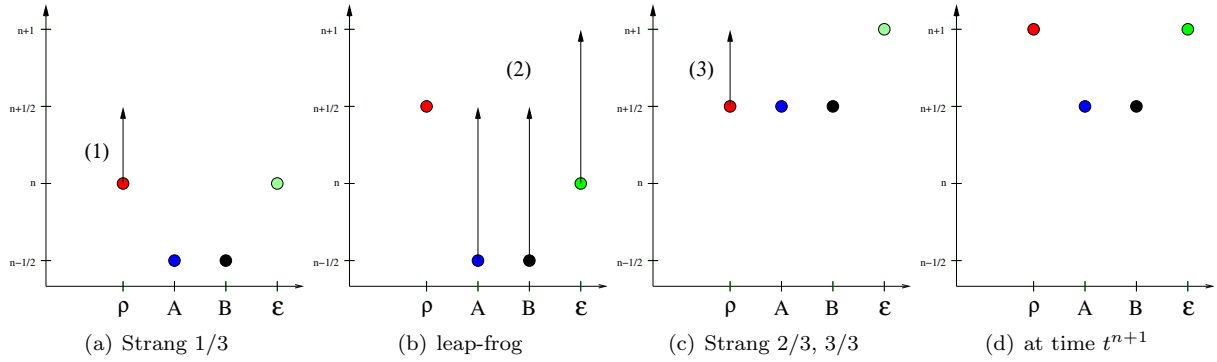 n+1
n+1/2
n
n−1/2
(1)
ρ A B ε
(a) Strang 1/3
n+1
n+1/2
n
n−1/2
(2)
ρ A B ε
(b) leap-frog
n+1
n+1/2
n
n−1/2
(3)
ρ A B ε
(c) Strang 2/3, 3/3
n+1
n+1/2
n
n−1/2
ρ A B ε
(d) at time tⁿ⁺¹